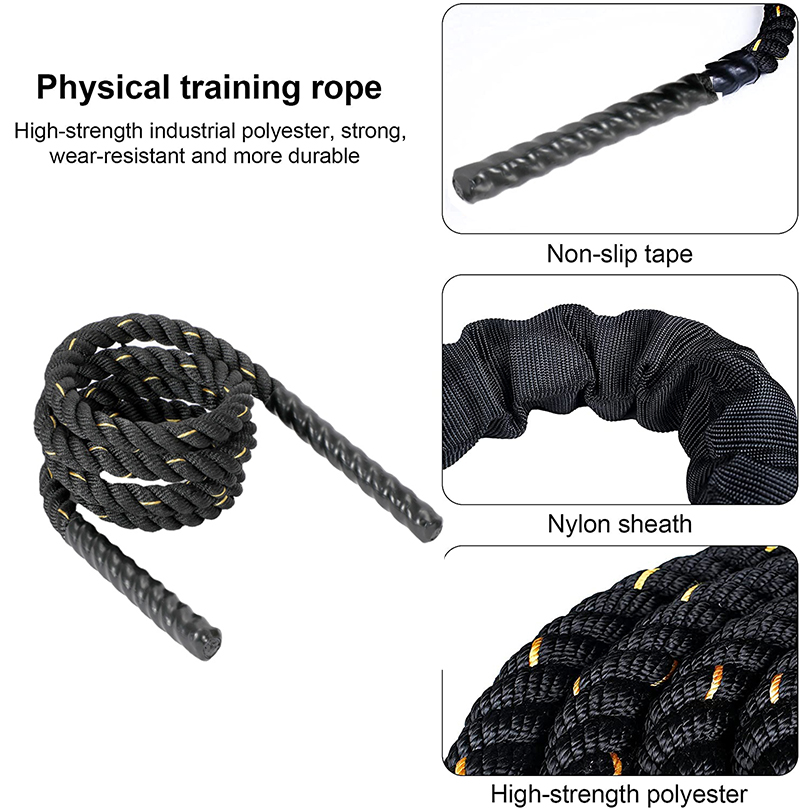 Physical training rope
High-strength industrial polyester, strong,
wear-resistant and more durable
Non-slip tape
Nylon sheath
High-strength polyester